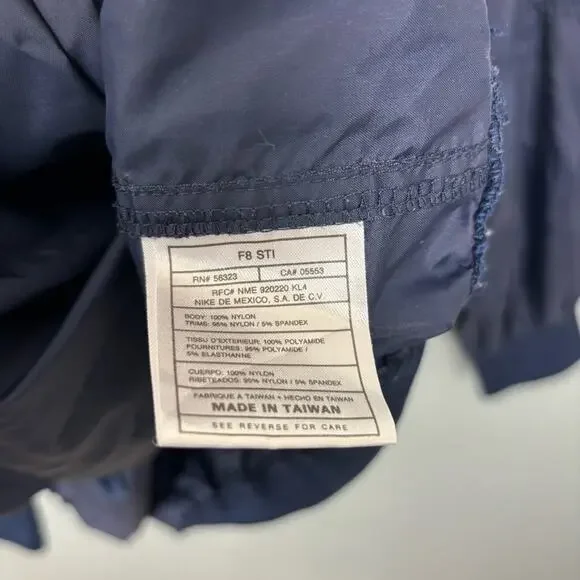 F8 STI
RN# 56323 CA# 05553
RFC# NME 920220 KL4
NIKE DE MEXICO, S.A. DE C.V
BODY: 100% NYLON
TRIMS: 95% NYLON / 5% SPANDEX
TISSU D'EXTERIEUR: 100% POLYAMIDE
FOURNITURES: 95% POLYAMIDE /
5% ELASTHANNE
CUERPO: 100% NYLON
RIBETEADOS: 95% NYLON / 5% SPANDEX
FABRIQUE A TAIWAN • HECHO EN TAIWAN
MADE IN TAIWAN
SEE REVERSE FOR CARE